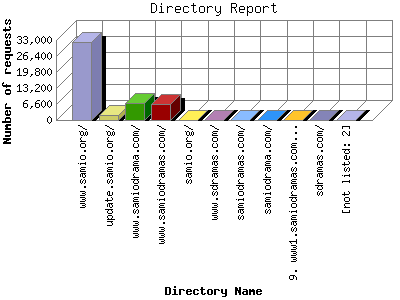 Directory Report
Number of requests
33,000
26,400
19,800
13,200
6,600
0
www.samio.org/
update.samio.org/
www.samiodrama.com/
www.samiodramas.com/
samio.org/
www.sdramas.com/
samiodramas.com/
samiodrama.com/
9. www1.samiodramas.com...
sdramas.com/
[not listed: 2]
Directory Name